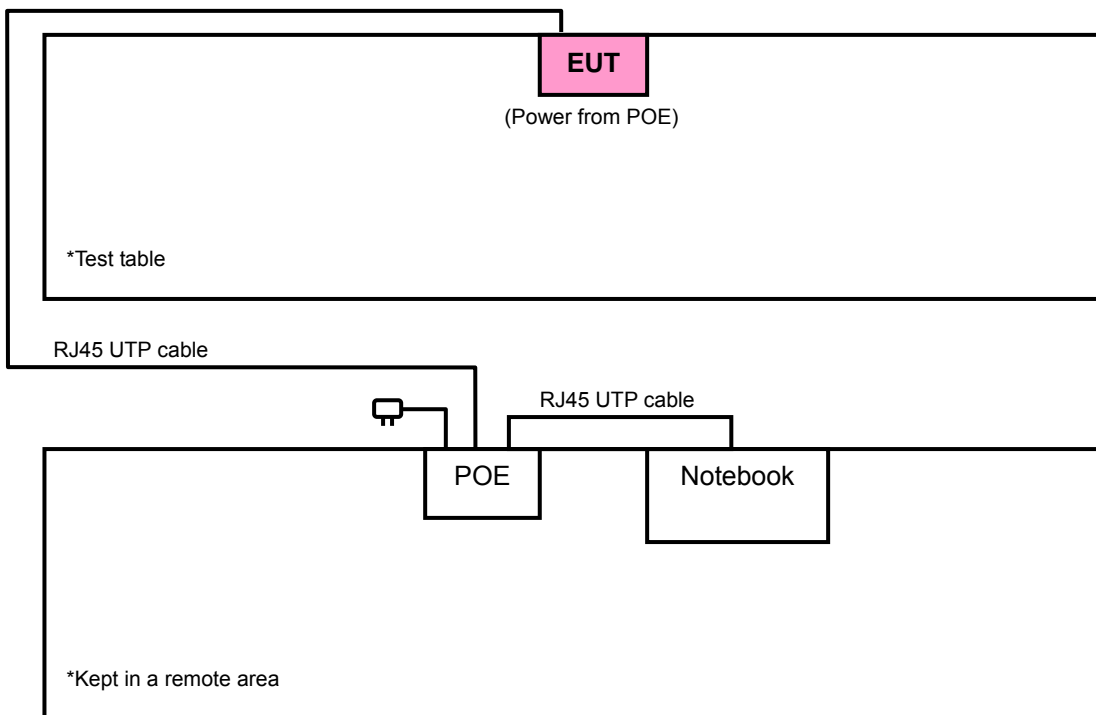 EUT
(Power from POE)
*Test table
RJ45 UTP cable
RJ45 UTP cable
POE
Notebook
*Kept in a remote area